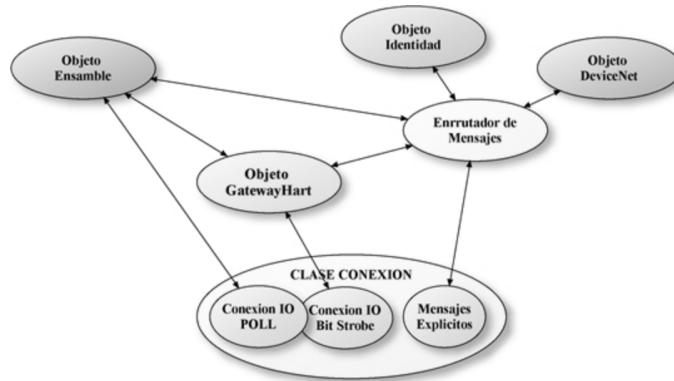 Objeto
Identidad
Objeto
Ensamble
Objeto
DeviceNet
Enrrutador de
Mensajes
Objeto
GatewayHart
CLASE CONEXION
Conexion IO
POLL
Conexion IO
Bit Strobe
Mensajes
Explicitos